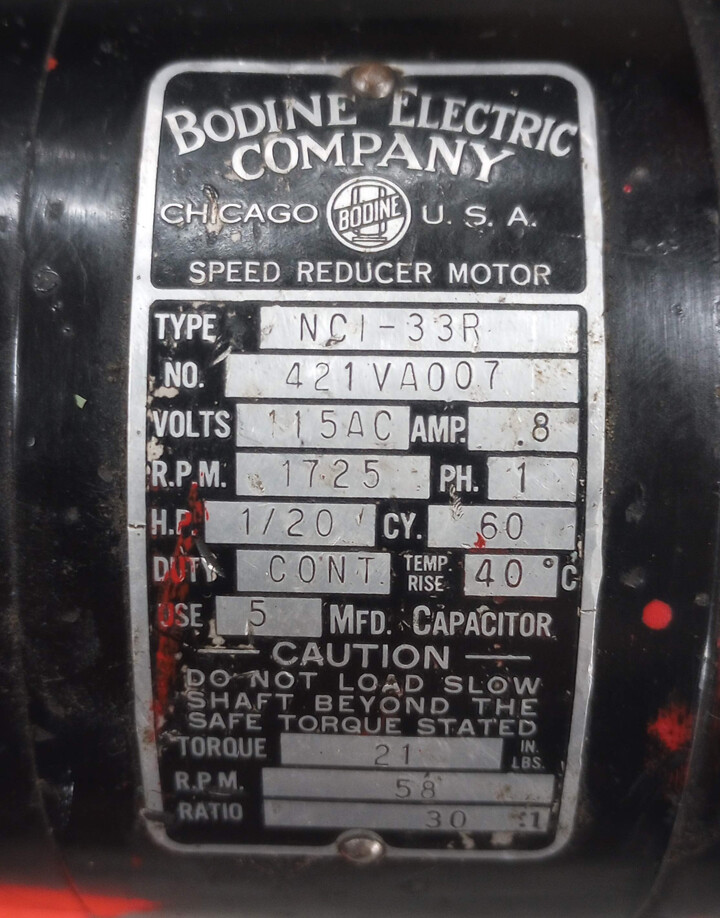 BODINE ELECTRIC
COMPANY
CHICAGO BODINE U. S. A.
SPEED REDUCER MOTOR
TYPE NCI-33R
NO. 421VA007
VOLTS 115AC AMP. .8
R.P.M. 1725 PH. 1
H.P. 1/20 CY. 60
DUTY CONT. TEMP. RISE 40°C
USE 5 MFD. CAPACITOR
CAUTION
DO NOT LOAD SLOW
SHAFT BEYOND THE
SAFE TORQUE STATED
TORQUE 21 IN. LBS.
R.P.M. 58
RATIO 30 :1